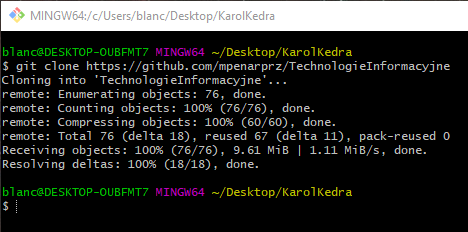 MINGW64:/c/Users/blanc/Desktop/KarolKedra
blanc@DESKTOP-OUBFMT7 MINGW64 ~/Desktop/KarolKedra
$ git clone https://github.com/mpenarprz/TechnologieInformacyjne
Cloning into 'TechnologieInformacyjne'...
remote: Enumerating objects: 76, done.
remote: Counting objects: 100% (76/76), done.
remote: Compressing objects: 100% (60/60), done.
remote: Total 76 (delta 18), reused 67 (delta 11), pack-reused 0
Receiving objects: 100% (76/76), 9.61 MiB | 1.11 MiB/s, done.
Resolving deltas: 100% (18/18), done.
blanc@DESKTOP-OUBFMT7 MINGW64 ~/Desktop/KarolKedra
$